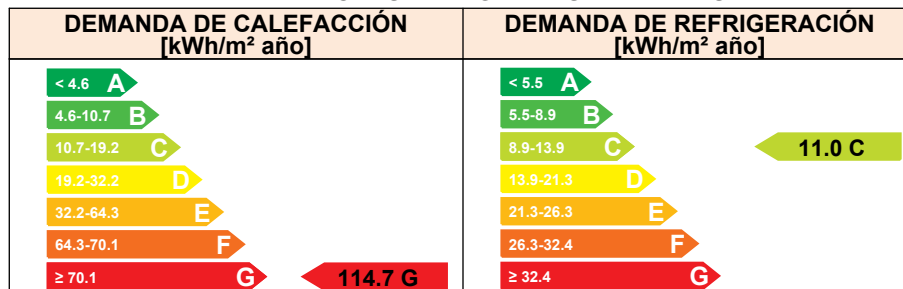 DEMANDA DE CALEFACCIÓN
[kWh/m² año]
< 4.6 A
4.6-10.7 B
10.7-19.2 C
19.2-32.2 D
32.2-64.3 E
64.3-70.1 F
≥ 70.1 G
114.7 G
DEMANDA DE REFRIGERACIÓN
[kWh/m² año]
< 5.5 A
5.5-8.9 B
8.9-13.9 C
11.0 C
13.9-21.3 D
21.3-26.3 E
26.3-32.4 F
≥ 32.4 G